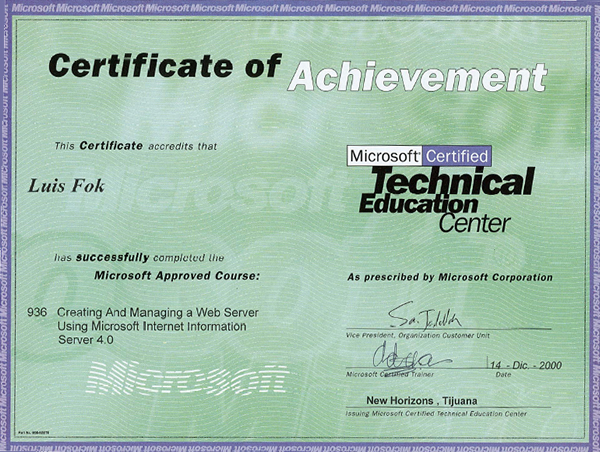 Certificate of Achievement
This Certificate accredits that
Luis Fok
Microsoft Certified
Technical
Education
Center
has successfully completed the
Microsoft Approved Course:
As prescribed by Microsoft Corporation
936 Creating And Managing a Web Server
Using Microsoft Internet Information
Server 4.0
Vice President, Organization Customer Unit
Microsoft
14 - Dic. - 2000
Microsoft Certified Trainer
Date
New Horizons , Tijuana
Issuing Microsoft Certified Technical Education Center